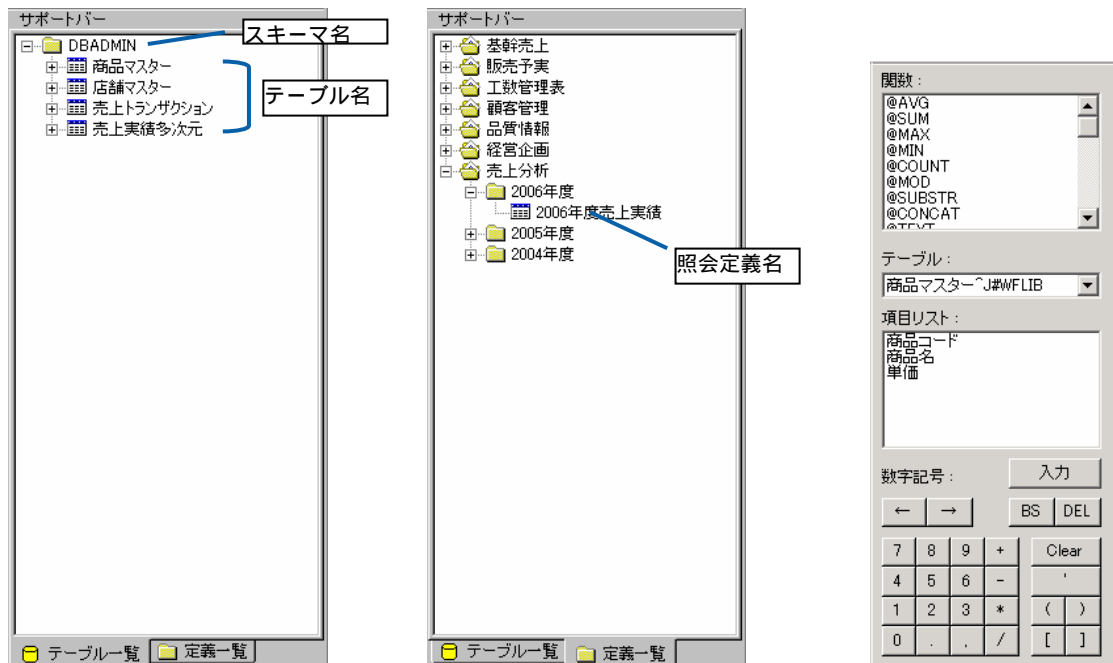 サポートバー
スキーマ名
DBADMIN
商品マスター
店舗マスター
売上トランザクション
売上実績多次元
テーブル名
テーブル一覧
定義一覧
サポートバー
基幹売上
販売予実
工数管理表
顧客管理
品質情報
経営企画
売上分析
2006年度
2006年度売上実績
2005年度
2004年度
照会定義名
テーブル一覧
定義一覧
関数：
@AVG
@SUM
@MAX
@MIN
@COUNT
@MOD
@SUBSTR
@CONCAT
@TEXT
テーブル：
商品マスター^J#WFLIB
項目リスト：
商品コード
商品名
単価
数字記号： 入力
← → BS DEL
7 8 9 + Clear
4 5 6 - '
1 2 3 * ( )
0 . , / [ ]